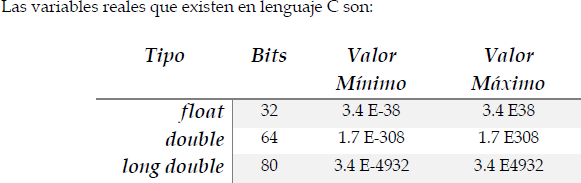 Las variables reales que existen en lenguaje C son:
Tipo Bits Valor Mínimo Valor Máximo
float 32 3.4 E-38 3.4 E38
double 64 1.7 E-308 1.7 E308
long double 80 3.4 E-4932 3.4 E4932